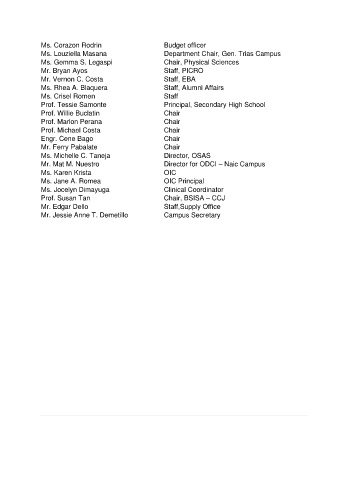 Ms. Corazon Rodrin Budget officer
Ms. Louziella Masana Department Chair, Gen. Trias Campus
Ms. Gemma S. Legaspi Chair, Physical Sciences
Mr. Bryan Ayos Staff, PICRO
Mr. Vernon C. Costa Staff, EBA
Ms. Rhea A. Blaquera Staff, Alumni Affairs
Ms. Crisel Romen Staff
Prof. Tessie Samonte Principal, Secondary High School
Prof. Willie Buclatin Chair
Prof. Marlon Perana Chair
Prof. Michael Costa Chair
Engr. Gene Bago Chair
Mr. Ferry Pabalate Chair
Ms. Michelle C. Taneja Director, OSAS
Mr. Mat M. Nuestro Director for ODCI – Naic Campus
Ms. Karen Krista OIC
Ms. Jane A. Romea OIC Principal
Ms. Jocelyn Dimayuga Clinical Coordinator
Prof. Susan Tan Chair, BSISA – CCJ
Mr. Edgar Dello Staff,Supply Office
Mr. Jessie Anne T. Demetillo Campus Secretary